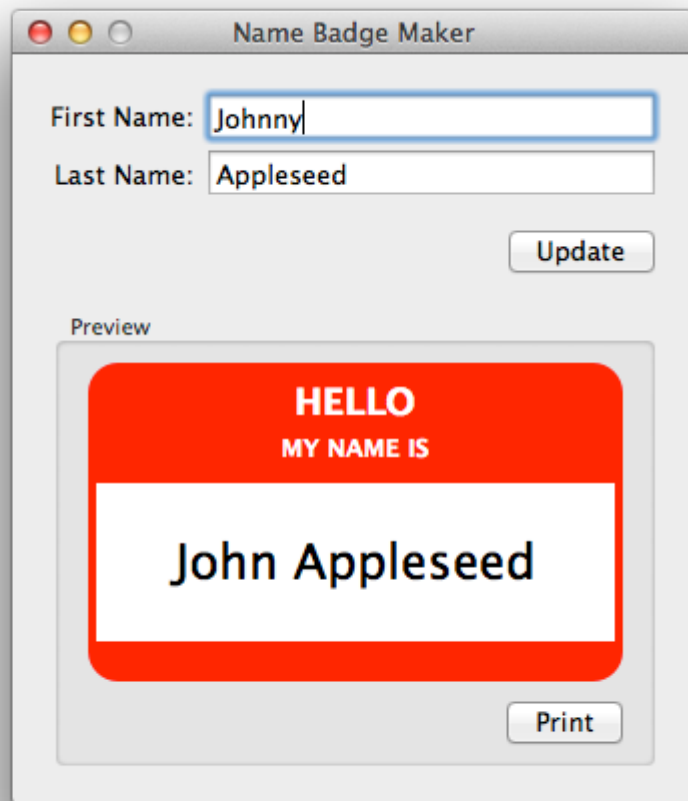 Name Badge Maker
First Name: Johnny
Last Name: Appleseed
Update
Preview
HELLO
MY NAME IS
John Appleseed
Print